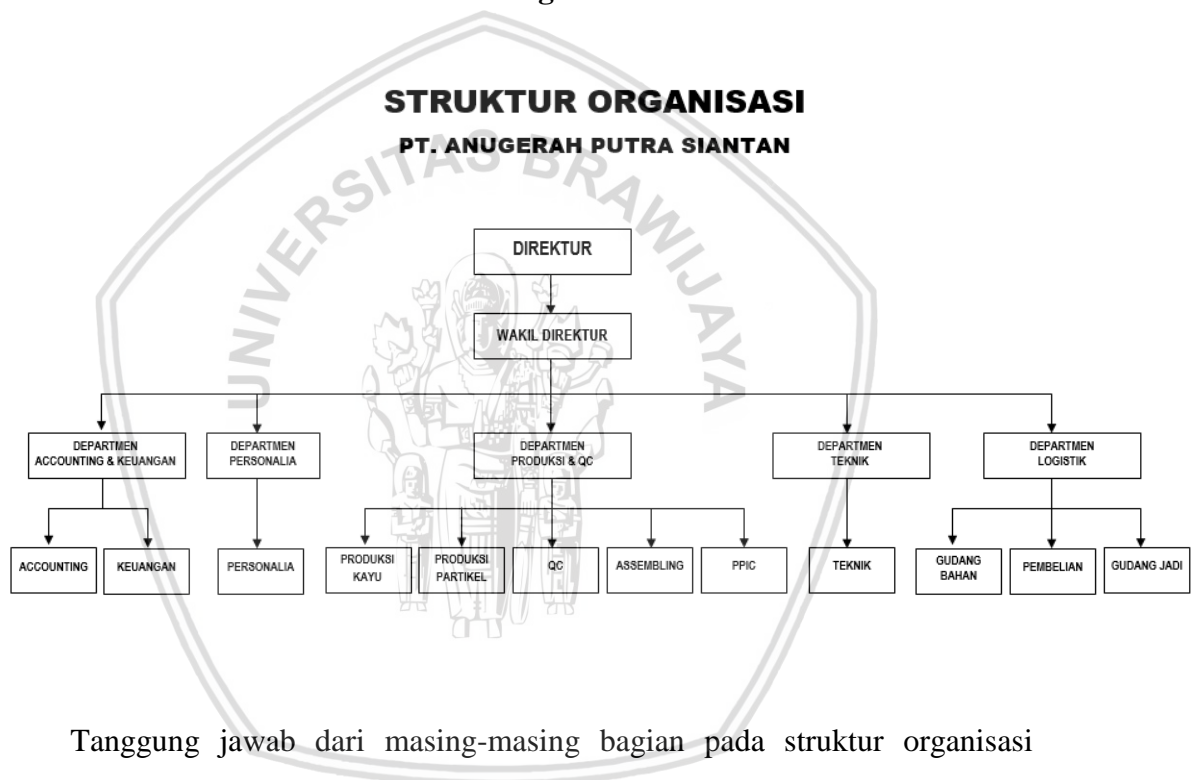 STRUKTUR ORGANISASI
PT. ANUGERAH PUTRA SIANTAN
UNIVERSITAS BRAWIJAYA
DIREKTUR
WAKIL DIREKTUR
DEPARTMEN
ACCOUNTING & KEUANGAN
DEPARTMEN
PERSONALIA
DEPARTMEN
PRODUKSI & QC
DEPARTMEN
TEKNIK
DEPARTMEN
LOGISTIK
ACCOUNTING
KEUANGAN
PERSONALIA
PRODUKSI
KAYU
PRODUKSI
PARTIKEL
QC
ASSEMBLING
PPIC
TEKNIK
GUDANG
BAHAN
PEMBELIAN
GUDANG JADI
Tanggung jawab dari masing-masing bagian pada struktur organisasi